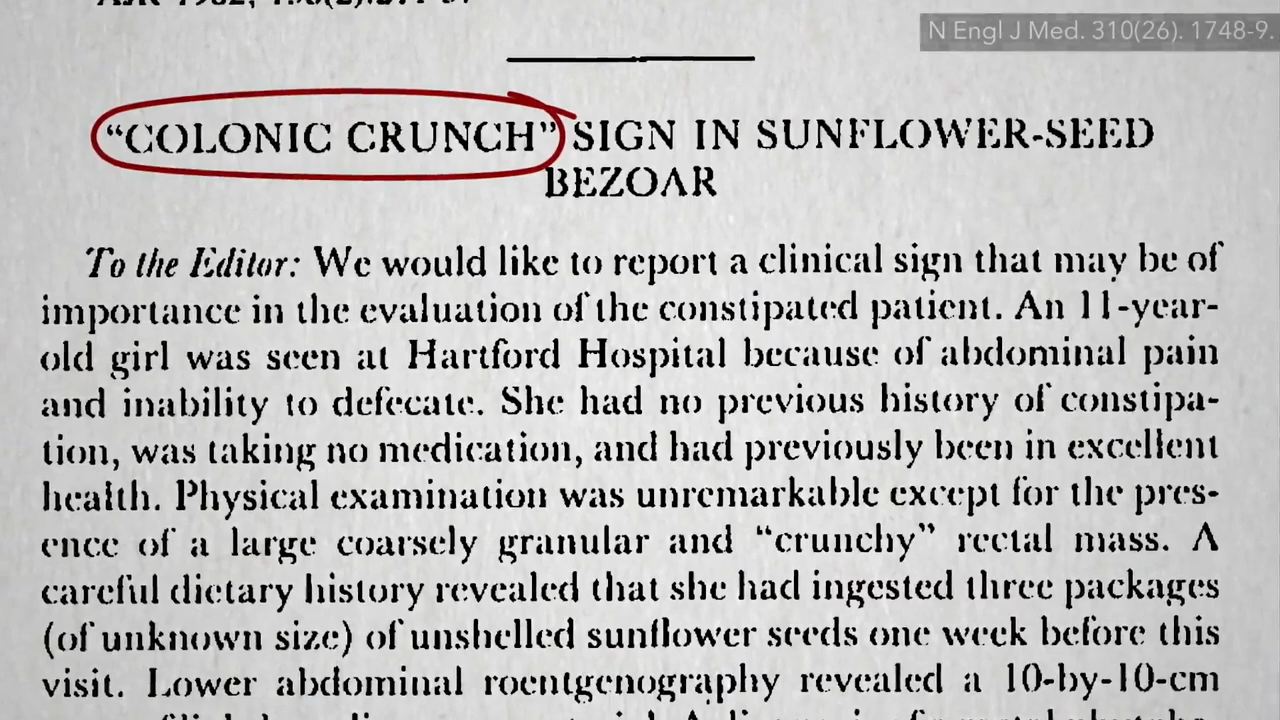 N Engl J Med. 310(26). 1748-9.
“COLONIC CRUNCH” SIGN IN SUNFLOWER-SEED
BEZOAR
To the Editor: We would like to report a clinical sign that may be of
importance in the evaluation of the constipated patient. An 11-year-
old girl was seen at Hartford Hospital because of abdominal pain
and inability to defecate. She had no previous history of constipa-
tion, was taking no medication, and had previously been in excellent
health. Physical examination was unremarkable except for the pres-
ence of a large coarsely granular and “crunchy” rectal mass. A
careful dietary history revealed that she had ingested three packages
(of unknown size) of unshelled sunflower seeds one week before this
visit. Lower abdominal roentgenography revealed a 10-by-10-cm